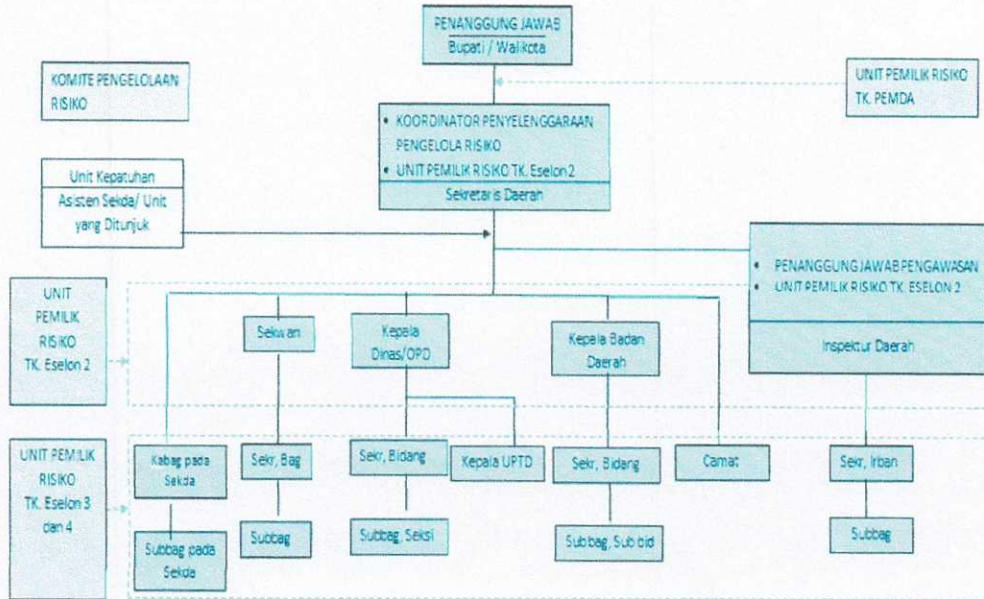 PENANGGUNG JAWAB
Bupati / Walikota
KOMITE PENGELOLAAN
RISIKO
UNIT PEMILIK RISIKO
TK. PEMDA
• KOORDINATOR PENYELENGGARAAN
PENGELOLA RISIKO
• UNIT PEMILIK RISIKO TK. Eselon 2
Sekretaris Daerah
Unit Kepatuhan
Asisten Sekda/ Unit
yang Ditunjuk
• PENANGGUNG JAWAB PENGAWASAN
• UNIT PEMILIK RISIKO TK. ESELON 2
Inspektur Daerah
UNIT
PEMILIK
RISIKO
TK. Eselon 2
Sekwan
Kepala
Dinas/OPD
Kepala Badan
Daerah
UNIT PEMILIK
RISIKO
TK. Eselon 3
dan 4
Kabag pada
Sekda
Sekr, Bag
Sekr, Bidang
Kepala UPTD
Sekr, Bidang
Camat
Sekr, Irban
Subbag pada
Sekda
Subbag
Subbag, Seksi
Subbag, Subbid
Subbag